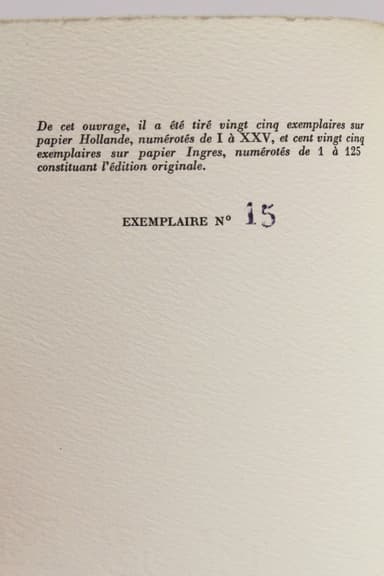 De cet ouvrage, il a été tiré vingt cinq exemplaires sur
papier Hollande, numérotés de I à XXV, et cent vingt cinq
exemplaires sur papier Ingres, numérotés de 1 à 125
constituant l'édition originale.
EXEMPLAIRE N° 15